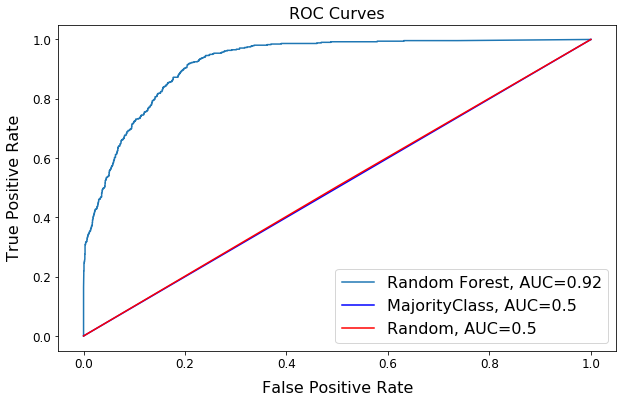 ROC Curves
True Positive Rate
1.0
0.8
0.6
0.4
0.2
0.0
Random Forest, AUC=0.92
MajorityClass, AUC=0.5
Random, AUC=0.5
0.0 0.2 0.4 0.6 0.8 1.0
False Positive Rate